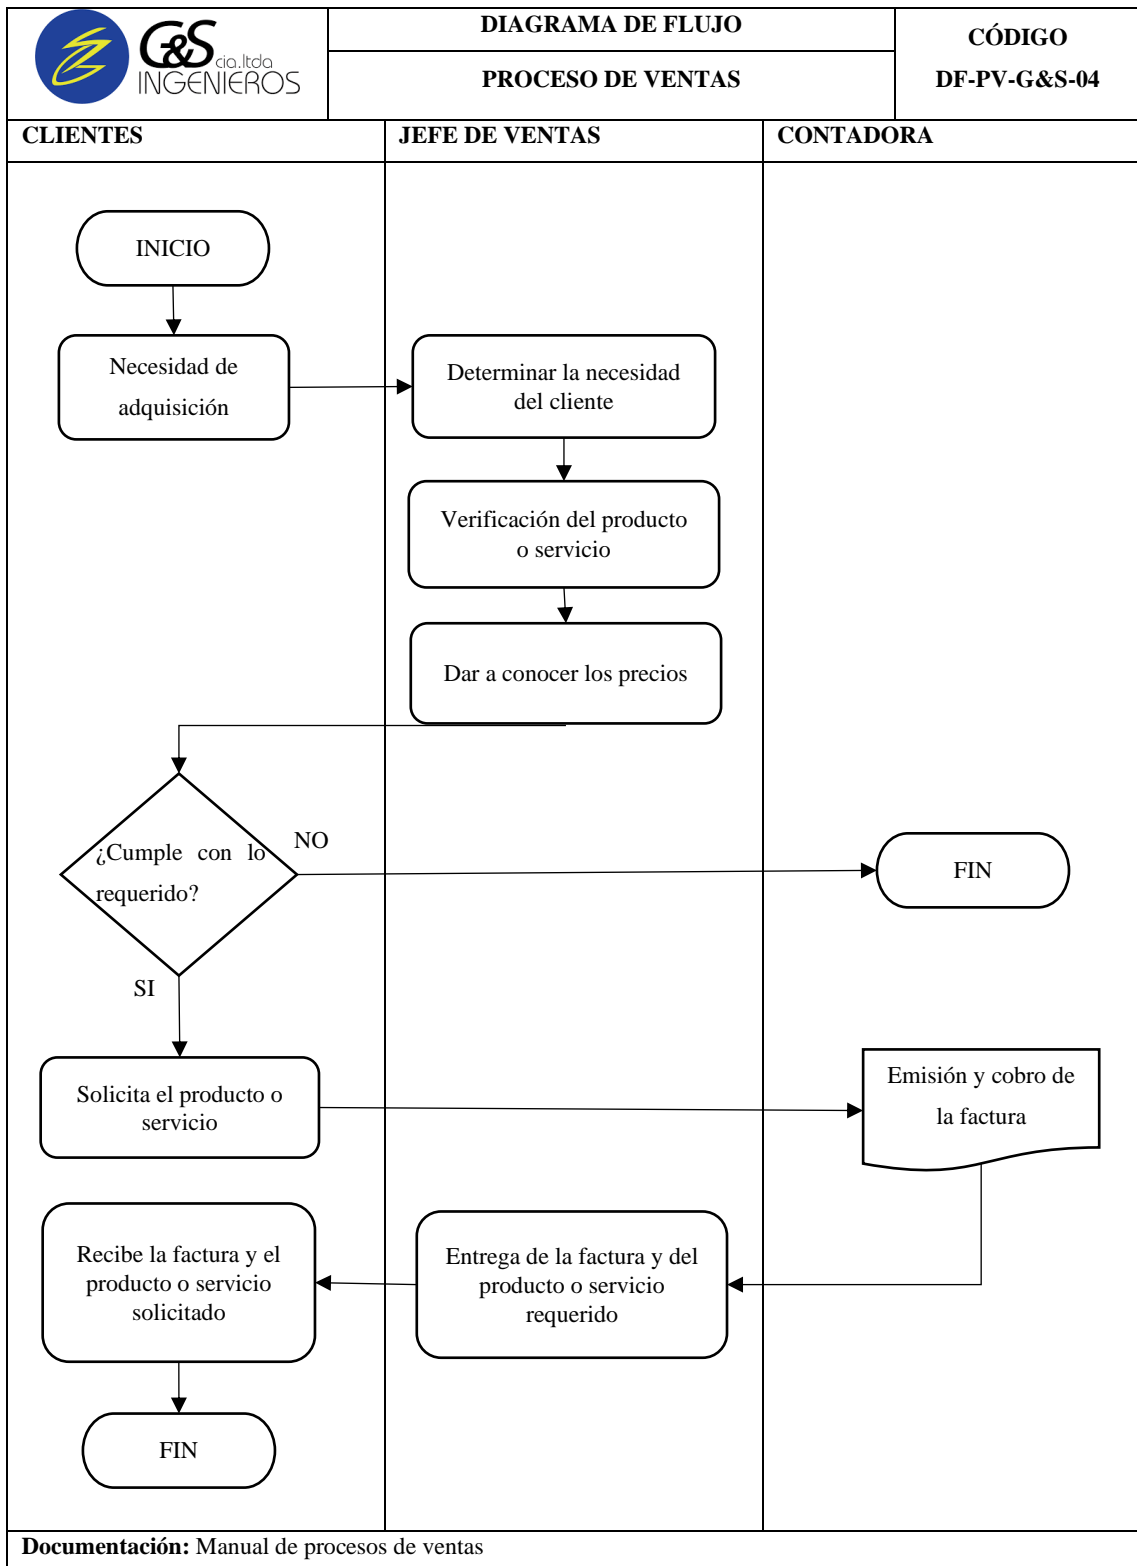 G&S cia.ltda
INGENIEROS
DIAGRAMA DE FLUJO
PROCESO DE VENTAS
CÓDIGO
DF-PV-G&S-04
CLIENTES
JEFE DE VENTAS
CONTADORA
INICIO
Necesidad de
adquisición
Determinar la necesidad
del cliente
Verificación del producto
o servicio
Dar a conocer los precios
¿Cumple con lo
requerido?
NO
FIN
SI
Solicita el producto o
servicio
Emisión y cobro de
la factura
Entrega de la factura y del
producto o servicio
requerido
Recibe la factura y el
producto o servicio
solicitado
FIN
Documentación: Manual de procesos de ventas